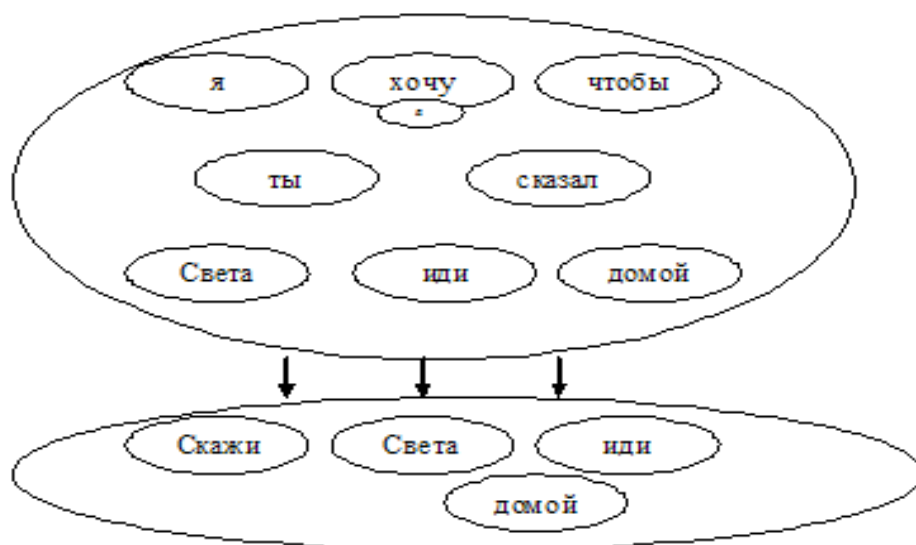 я хочу чтобы
ты сказал
Света иди домой
Скажи Света иди
домой